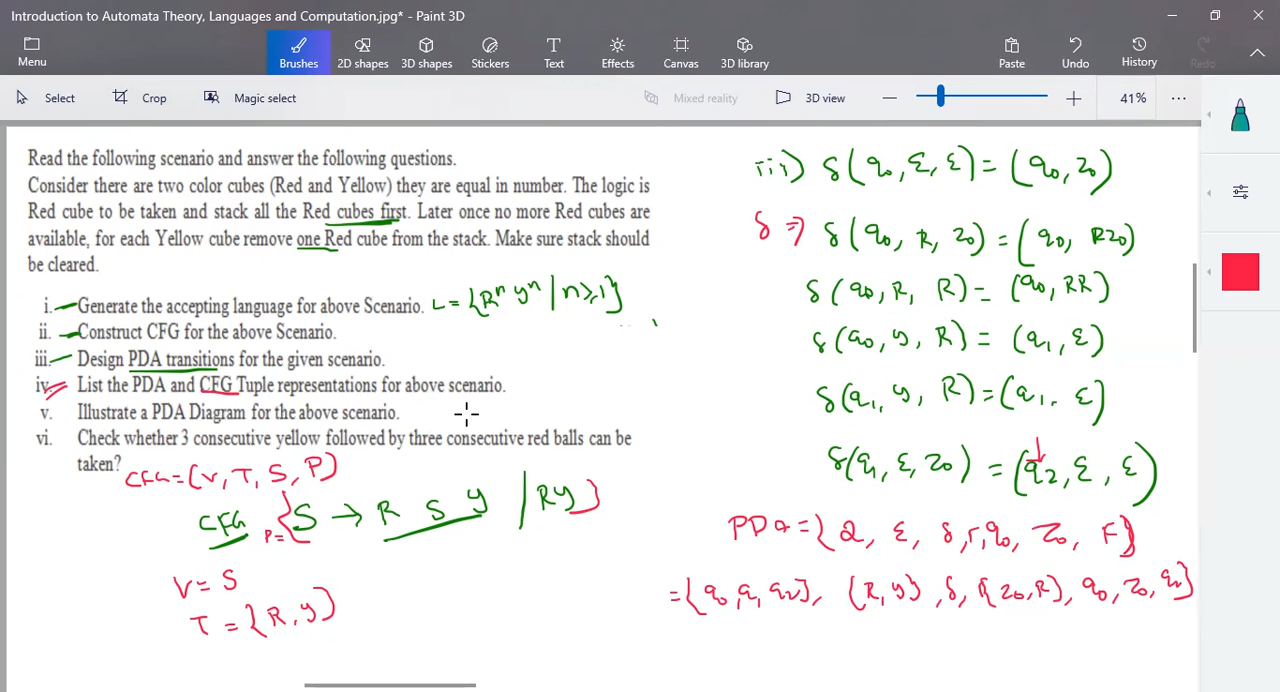 Introduction to Automata Theory, Languages and Computation.jpg* - Paint 3D
Menu Brushes 2D shapes 3D shapes Stickers Text Effects Canvas 3D library Paste Undo History Redo
Select Crop Magic select Mixed reality 3D view 41%
Read the following scenario and answer the following questions.
Consider there are two color cubes (Red and Yellow) they are equal in number. The logic is
Red cube to be taken and stack all the Red cubes first. Later once no more Red cubes are
available, for each Yellow cube remove one Red cube from the stack. Make sure stack should
be cleared.
i. Generate the accepting language for above Scenario. L = {Rⁿ yⁿ | n≥1}
ii. Construct CFG for the above Scenario.
iii. Design PDA transitions for the given scenario.
iv. List the PDA and CFG Tuple representations for above scenario.
v. Illustrate a PDA Diagram for the above scenario.
vi. Check whether 3 consecutive yellow followed by three consecutive red balls can be
taken?
CFG = (V, T, S, P)
CFG P = { S → R S y | Ry }
V = S
T = {R, y}
iii) δ(q0, ε, ε) = (q0, z0)
δ ⇒ δ(q0, R, z0) = (q0, Rz0)
δ(q0, R, R) = (q0, RR)
δ(q0, y, R) = (q1, ε)
δ(q1, y, R) = (q1, ε)
δ(q1, ε, z0) = (q2, ε, ε)
PDA = {Q, Σ, δ, Γ, q0, z0, F}
= {q0, q1, q2}, {R, y}, δ, {z0, R}, q0, z0, q2}